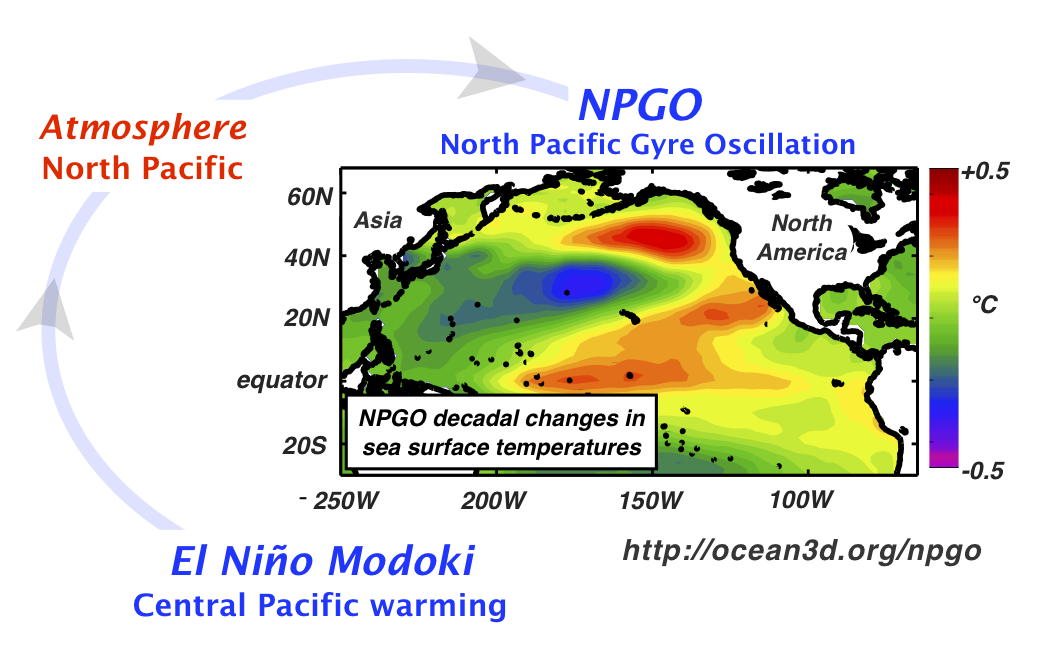 NPGO
North Pacific Gyre Oscillation
Atmosphere
North Pacific
60N
40N
20N
equator
20S
Asia
North
America
NPGO decadal changes in
sea surface temperatures
+0.5
°C
-0.5
- 250W 200W 150W 100W
El Niño Modoki
Central Pacific warming
http://ocean3d.org/npgo